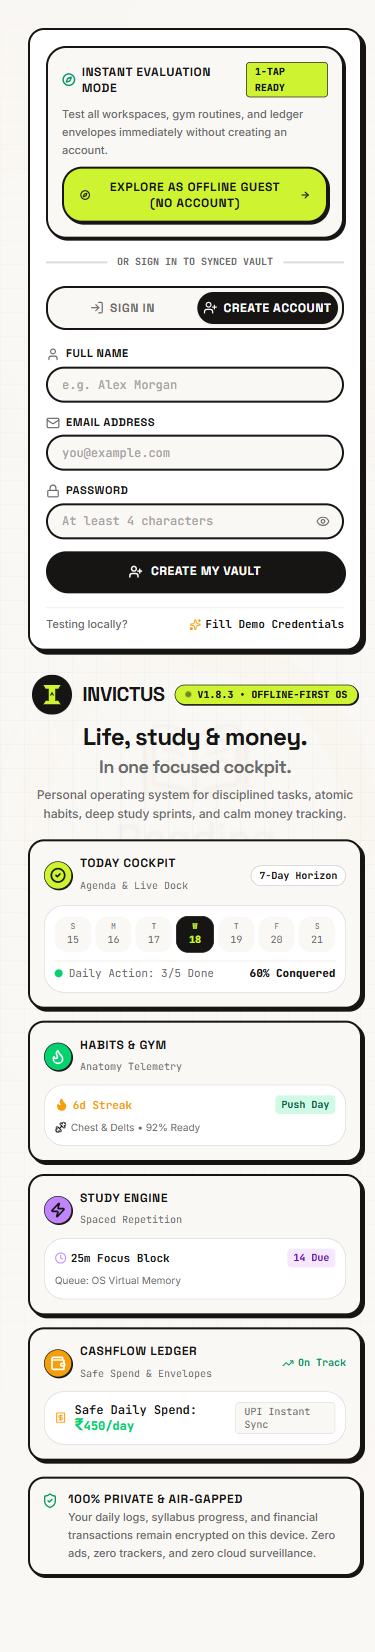 INSTANT EVALUATION
MODE
1-TAP
READY
Test all workspaces, gym routines, and ledger
envelopes immediately without creating an
account.
EXPLORE AS OFFLINE GUEST
(NO ACCOUNT)
OR SIGN IN TO SYNCED VAULT
SIGN IN
CREATE ACCOUNT
FULL NAME
e.g. Alex Morgan
EMAIL ADDRESS
you@example.com
PASSWORD
At least 4 characters
CREATE MY VAULT
Testing locally?
Fill Demo Credentials
INVICTUS
V1.8.3 • OFFLINE-FIRST OS
Life, study & money.
In one focused cockpit.
Personal operating system for disciplined tasks, atomic
habits, deep study sprints, and calm money tracking.
Reading
TODAY COCKPIT
Agenda & Live Dock
7-Day Horizon
S M T W T F S
15 16 17 18 19 20 21
Daily Action: 3/5 Done
60% Conquered
HABITS & GYM
Anatomy Telemetry
6d Streak
Push Day
Chest & Delts • 92% Ready
STUDY ENGINE
Spaced Repetition
25m Focus Block
14 Due
Queue: OS Virtual Memory
CASHFLOW LEDGER
Safe Spend & Envelopes
On Track
Safe Daily Spend:
₹450/day
UPI Instant
Sync
100% PRIVATE & AIR-GAPPED
Your daily logs, syllabus progress, and financial
transactions remain encrypted on this device. Zero
ads, zero trackers, and zero cloud surveillance.